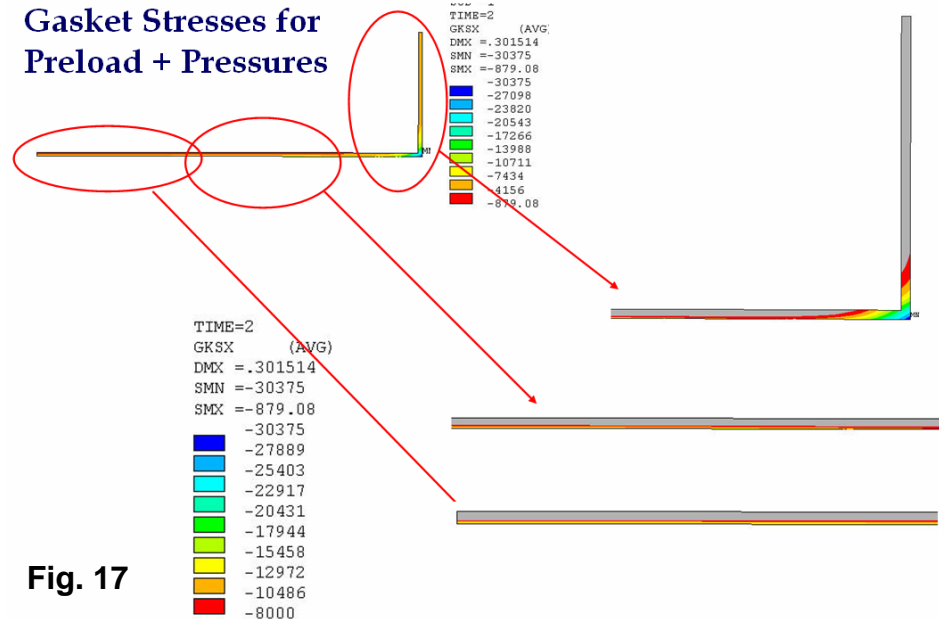 Gasket Stresses for
Preload + Pressures
TIME=2
GKSX (AVG)
DMX =.301514
SMN =-30375
SMX =-879.08
-30375
-27098
-23820
-20543
-17266
-13988
-10711
-7434
-4156
-879.08
MN
TIME=2
GKSX (AVG)
DMX =.301514
SMN =-30375
SMX =-879.08
-30375
-27889
-25403
-22917
-20431
-17944
-15458
-12972
-10486
-8000
Fig. 17